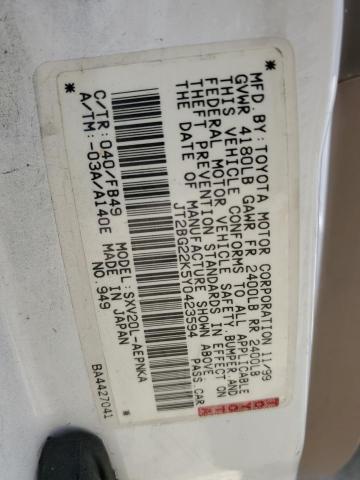 MFD. BY: TOYOTA MOTOR CORPORATION 11/99
GVWR 4180LB GAWR FR 2400LB RR 2400LB
THIS VEHICLE CONFORMS TO ALL APPLICABLE
FEDERAL MOTOR VEHICLE SAFETY, BUMPER, AND
THEFT PREVENTION STANDARDS IN EFFECT ON
THE DATE OF MANUFACTURE SHOWN ABOVE.
* JT2BG22K5Y0423594 PASS. CAR
C/TR: 040/FB49 MODEL: SXV20L-AEPNKA
A/TM: -03A/A140E MADE IN JAPAN *
NO. 949
BA4427041